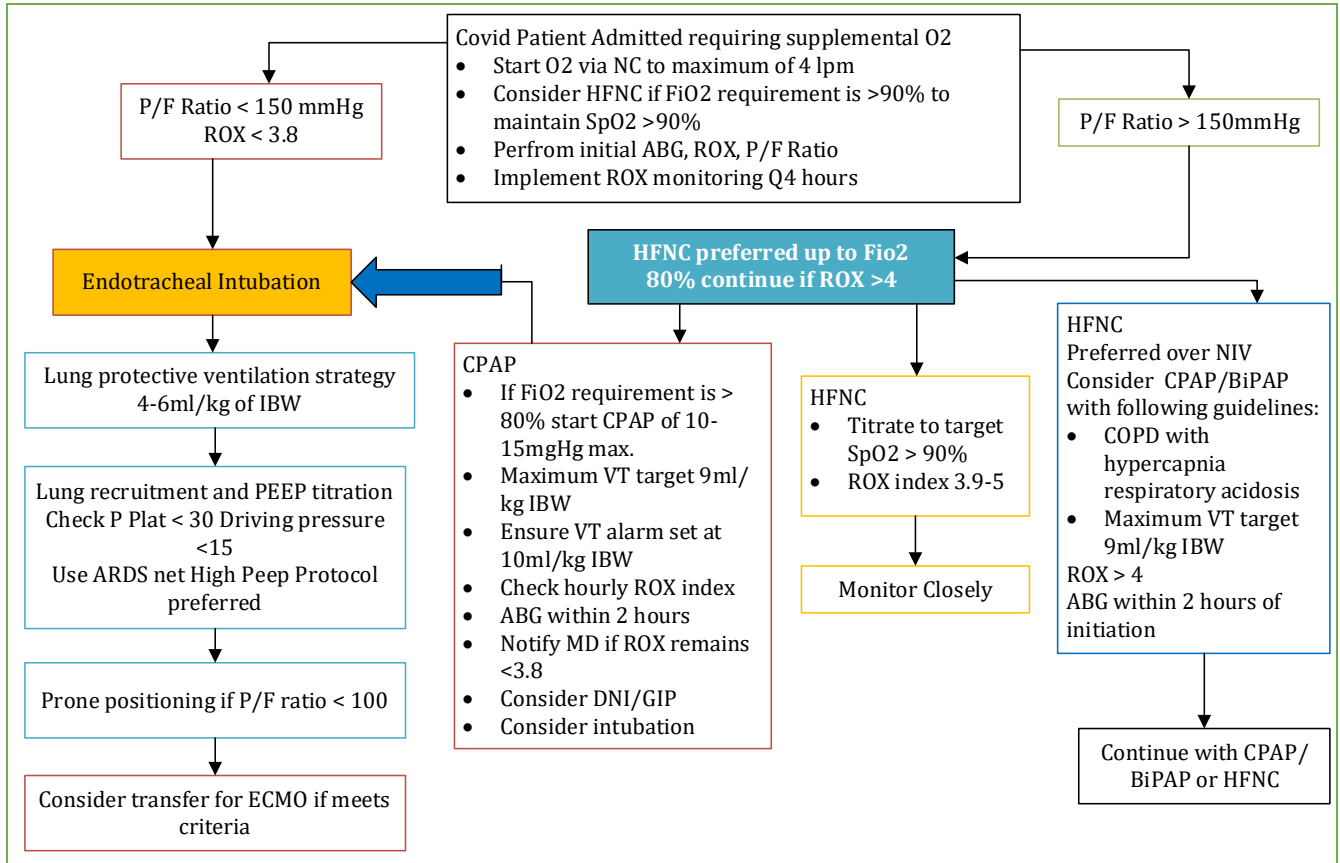 Covid Patient Admitted requiring supplemental O2
• Start O2 via NC to maximum of 4 lpm
• Consider HFNC if FiO2 requirement is >90% to
maintain SpO2 >90%
• Perfrom initial ABG, ROX, P/F Ratio
• Implement ROX monitoring Q4 hours
P/F Ratio < 150 mmHg
ROX < 3.8
P/F Ratio > 150mmHg
Endotracheal Intubation
HFNC preferred up to Fio2
80% continue if ROX >4
Lung protective ventilation strategy
4-6ml/kg of IBW
Lung recruitment and PEEP titration
Check P Plat < 30 Driving pressure
<15
Use ARDS net High Peep Protocol
preferred
Prone positioning if P/F ratio < 100
Consider transfer for ECMO if meets
criteria
CPAP
• If FiO2 requirement is >
80% start CPAP of 10-
15mgHg max.
• Maximum VT target 9ml/
kg IBW
• Ensure VT alarm set at
10ml/kg IBW
• Check hourly ROX index
• ABG within 2 hours
• Notify MD if ROX remains
<3.8
• Consider DNI/GIP
• Consider intubation
HFNC
• Titrate to target
SpO2 > 90%
• ROX index 3.9-5
Monitor Closely
HFNC
Preferred over NIV
Consider CPAP/BiPAP
with following guidelines:
• COPD with
hypercapnia
respiratory acidosis
• Maximum VT target
9ml/kg IBW
ROX > 4
ABG within 2 hours of
initiation
Continue with CPAP/
BiPAP or HFNC